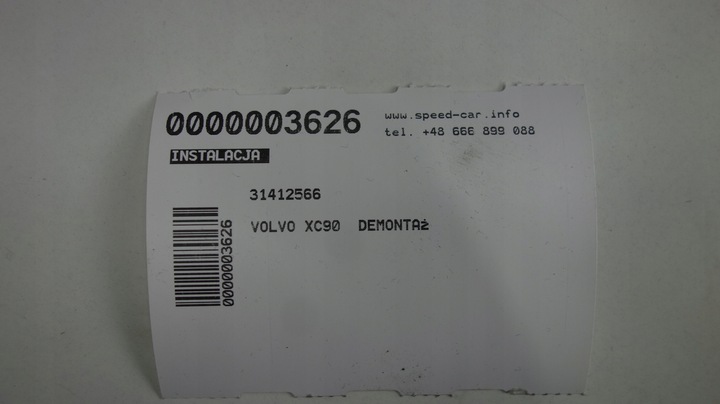 0000003626
www.speed-car.info
tel. +48 666 899 088
INSTALACJA
31412566
VOLVO XC90 DEMONTAż
0000003626